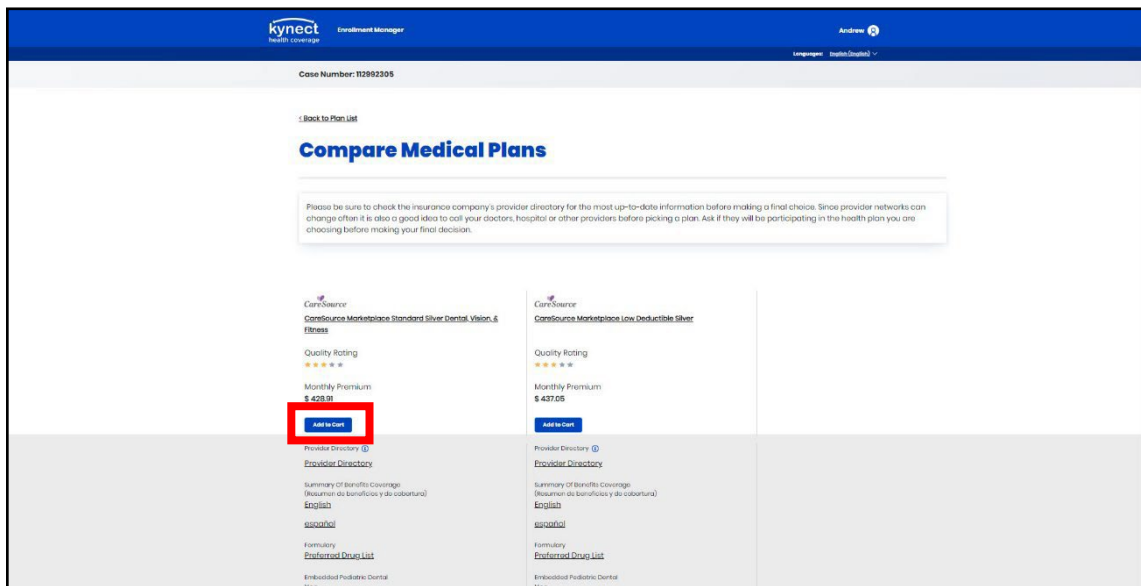 kynect
health coverage
Enrollment Manager
Andrew
Languages: English (English)
Case Number: 112992305
< Back to Plan List
Compare Medical Plans
Please be sure to check the insurance company's provider directory for the most up-to-date information before making a final choice. Since provider networks can
change often it is also a good idea to call your doctors, hospital or other providers before picking a plan. Ask if they will be participating in the health plan you are
choosing before making your final decision.
CareSource
CareSource Marketplace Standard Silver Dental, Vision, &
Fitness
Quality Rating
Monthly Premium
$ 428.91
Add to Cart
Provider Directory
Provider Directory
Summary Of Benefits Coverage
(Resumen de beneficios y de cobertura)
English
español
Formulary
Preferred Drug List
Embedded Pediatric Dental
CareSource
CareSource Marketplace Low Deductible Silver
Quality Rating
Monthly Premium
$ 437.05
Add to Cart
Provider Directory
Provider Directory
Summary Of Benefits Coverage
(Resumen de beneficios y de cobertura)
English
español
Formulary
Preferred Drug List
Embedded Pediatric Dental